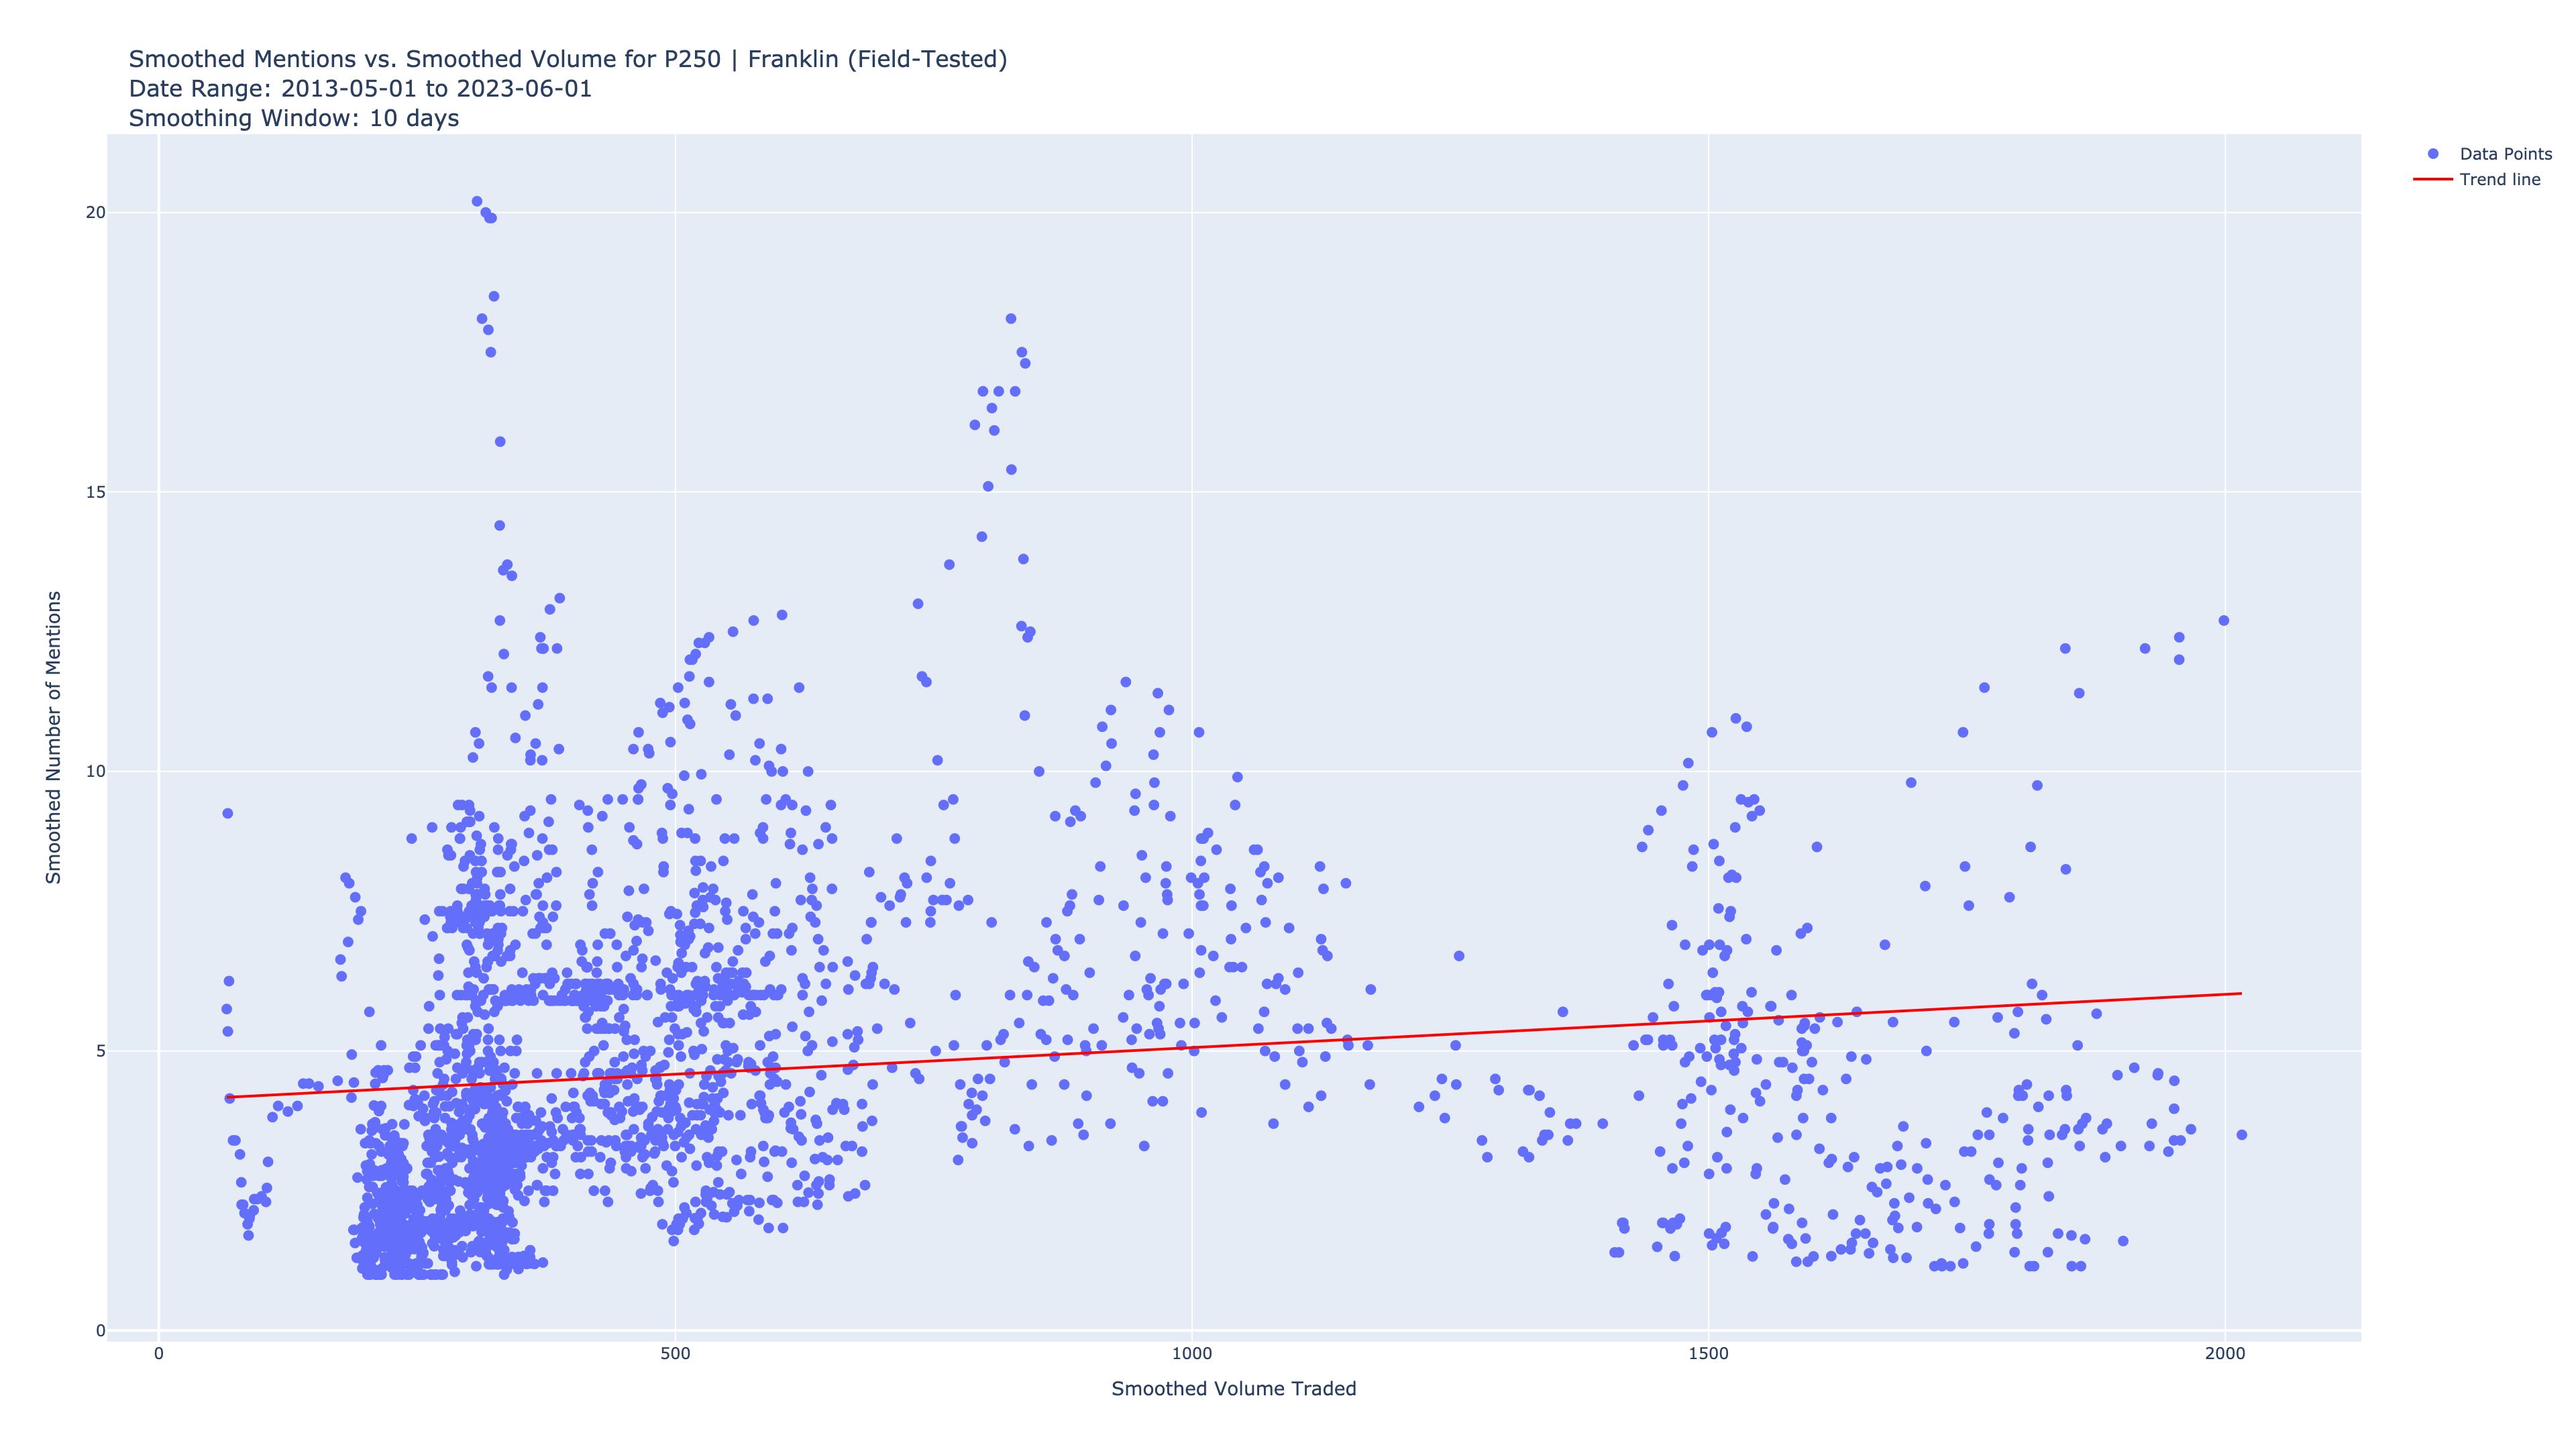 Smoothed Mentions vs. Smoothed Volume for P250 | Franklin (Field-Tested)
Date Range: 2013-05-01 to 2023-06-01
Smoothing Window: 10 days
Data Points
Trend line
20
15
10
5
0
Smoothed Number of Mentions
0
500
1000
1500
2000
Smoothed Volume Traded